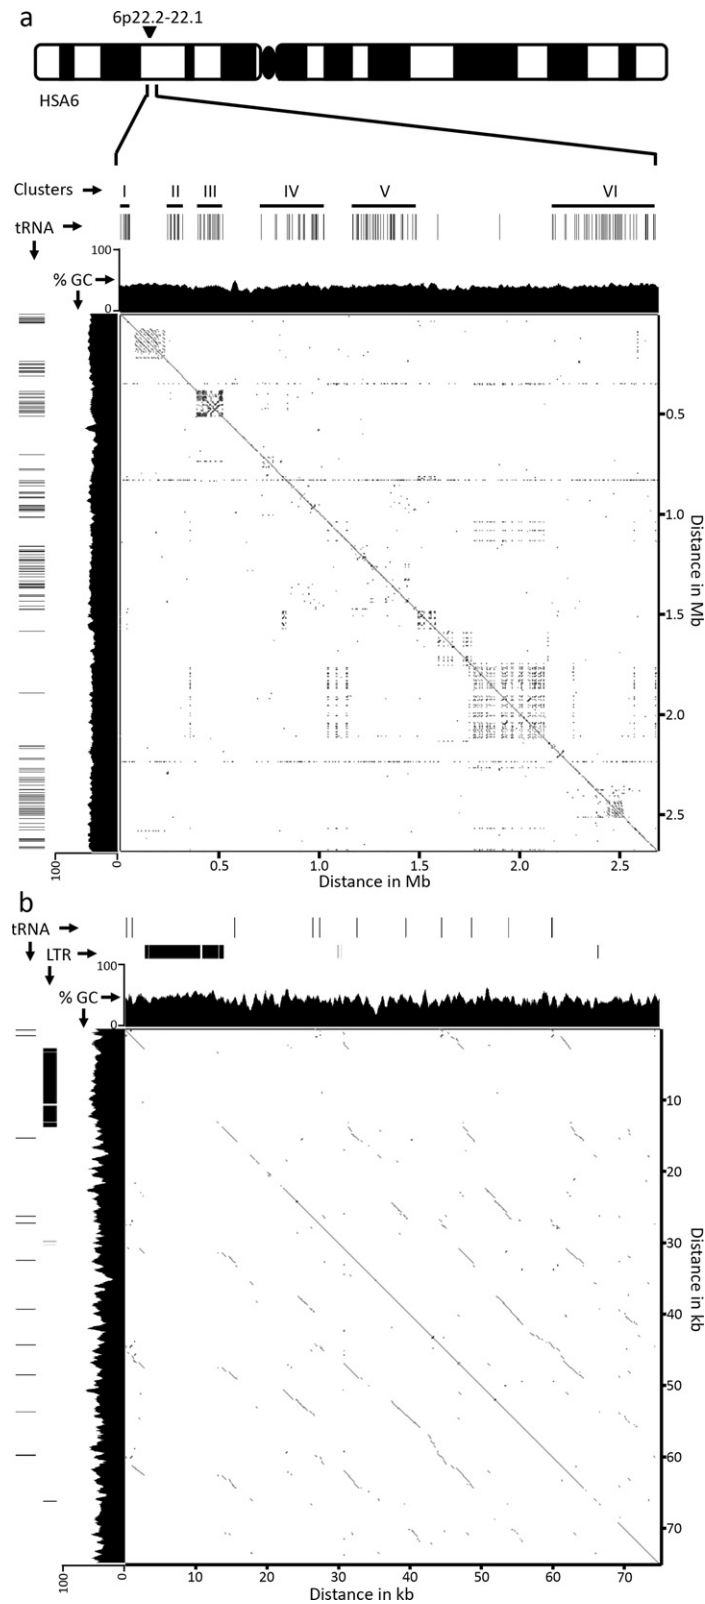 a
6p22.2-22.1
HSA6
Clusters I II III IV V VI
tRNA
100
% GC
0
0.5
1.0
1.5
2.0
2.5
Distance in Mb
100 0 0.5 1.0 1.5 2.0 2.5
Distance in Mb
b
tRNA
LTR
100
% GC
0
10
20
30
40
50
60
70
Distance in kb
100 0 10 20 30 40 50 60 70
Distance in kb